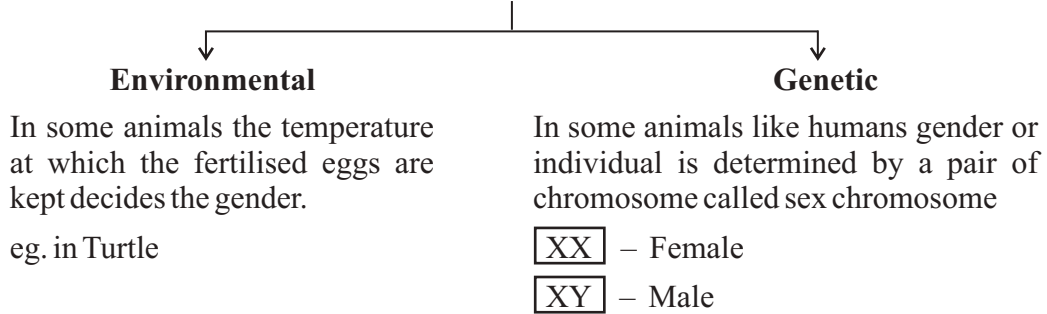 Environmental
In some animals the temperature
at which the fertilised eggs are
kept decides the gender.
eg. in Turtle
Genetic
In some animals like humans gender or
individual is determined by a pair of
chromosome called sex chromosome
XX – Female
XY – Male